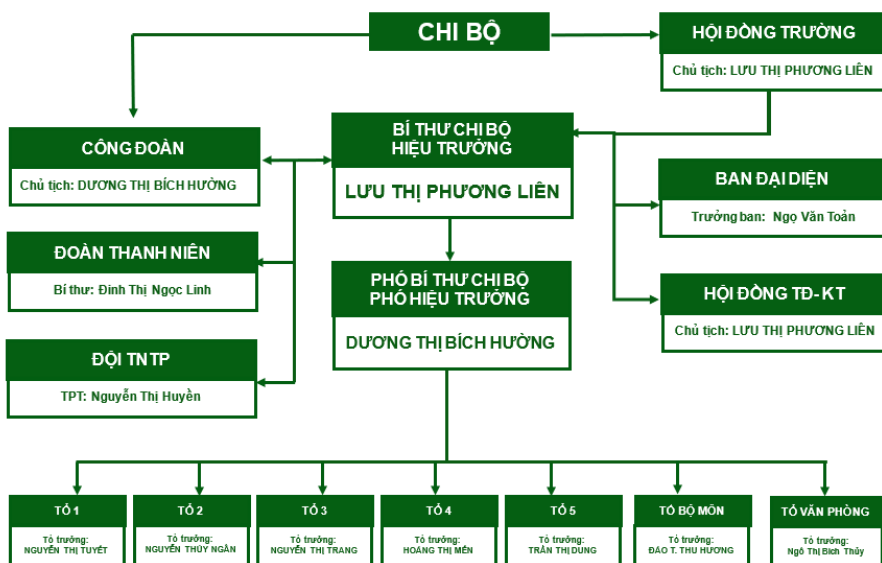 CHI BỘ
HỘI ĐỒNG TRƯỜNG
Chủ tịch: LƯU THỊ PHƯƠNG LIÊN
CÔNG ĐOÀN
Chủ tịch: DƯƠNG THỊ BÍCH HƯỜNG
BÍ THƯ CHI BỘ
HIỆU TRƯỞNG
LƯU THỊ PHƯƠNG LIÊN
BAN ĐẠI DIỆN
Trưởng ban: Ngọ Văn Toản
ĐOÀN THANH NIÊN
Bí thư: Đinh Thị Ngọc Linh
PHÓ BÍ THƯ CHI BỘ
PHÓ HIỆU TRƯỞNG
DƯƠNG THỊ BÍCH HƯỜNG
HỘI ĐỒNG TĐ- KT
Chủ tịch: LƯU THỊ PHƯƠNG LIÊN
ĐỘI TNTP
TPT: Nguyễn Thị Huyền
TỔ 1
Tổ trưởng:
NGUYỄN THỊ TUYẾT
TỔ 2
Tổ trưởng:
NGUYỄN THÙY NGÂN
TỔ 3
Tổ trưởng:
NGUYỄN THỊ TRANG
TỔ 4
Tổ trưởng:
HOÀNG THỊ MẾN
TỔ 5
Tổ trưởng:
TRẦN THỊ DUNG
TỔ BỘ MÔN
Tổ trưởng:
ĐÀO T. THU HƯƠNG
TỔ VĂN PHÒNG
Tổ trưởng:
Ngô Thị Bích Thủy